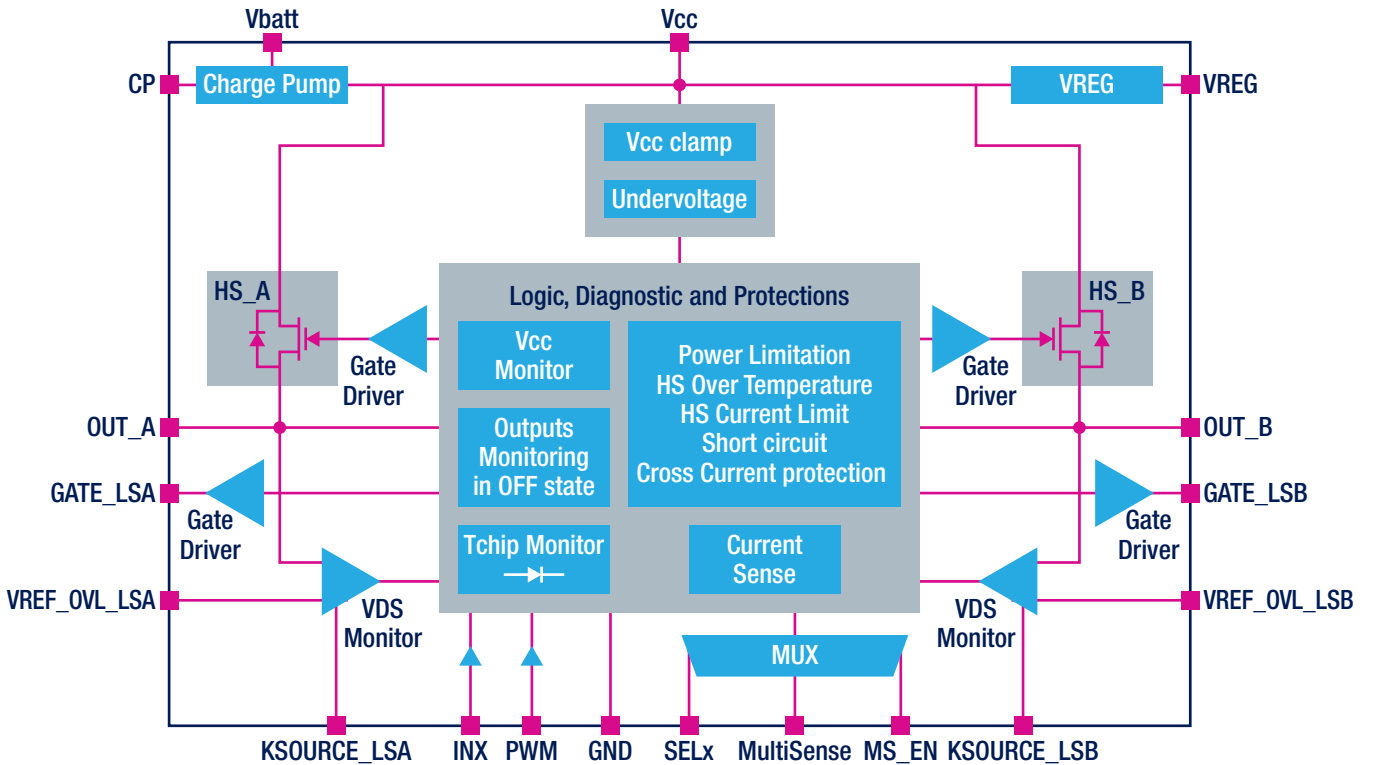 Vbatt
Vcc
CP
Charge Pump
VREG
VREG
Vcc clamp
Undervoltage
HS_A
HS_B
Logic, Diagnostic and Protections
Vcc
Monitor
Power Limitation
HS Over Temperature
HS Current Limit
Short circuit
Cross Current protection
Gate
Driver
Gate
Driver
OUT_A
OUT_B
Outputs
Monitoring
in OFF state
GATE_LSA
GATE_LSB
Gate
Driver
Gate
Driver
Tchip Monitor
Current
Sense
VREF_OVL_LSA
VREF_OVL_LSB
VDS
Monitor
VDS
Monitor
MUX
KSOURCE_LSA
INX
PWM
GND
SELx
MultiSense
MS_EN
KSOURCE_LSB